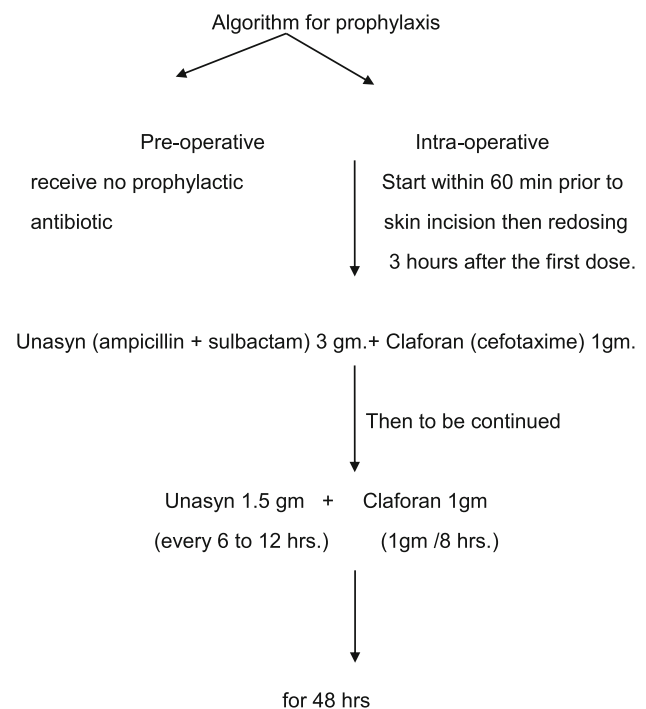 Algorithm for prophylaxis
Pre-operative
receive no prophylactic
antibiotic
Intra-operative
Start within 60 min prior to
skin incision then redosing
3 hours after the first dose.
Unasyn (ampicillin + sulbactam) 3 gm.+ Claforan (cefotaxime) 1gm.
Then to be continued
Unasyn 1.5 gm + Claforan 1gm
(every 6 to 12 hrs.) (1gm /8 hrs.)
for 48 hrs